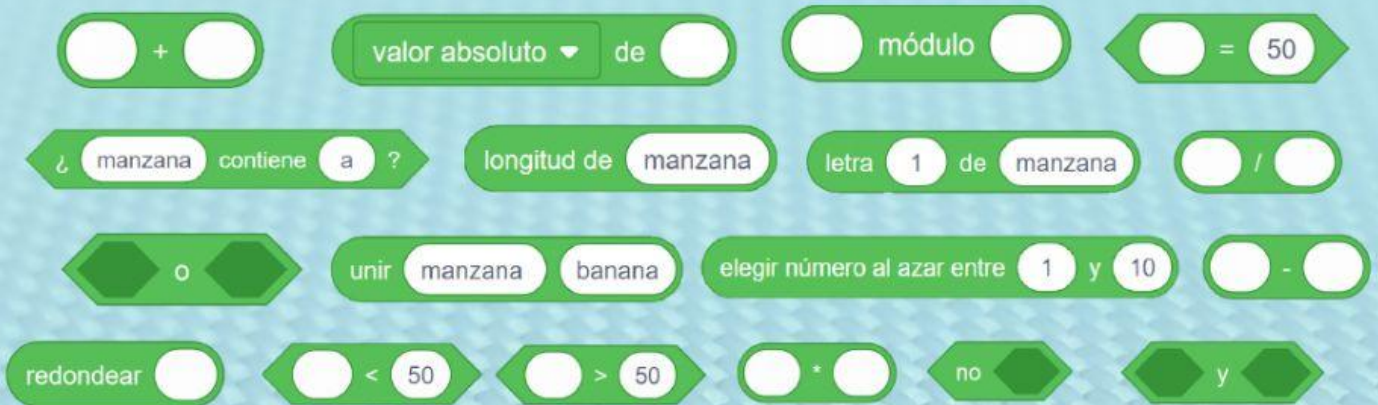 + valor absoluto de módulo = 50
¿ manzana contiene a ? longitud de manzana letra 1 de manzana /
o unir manzana banana elegir número al azar entre 1 y 10 -
redondear < 50 > 50 * no y